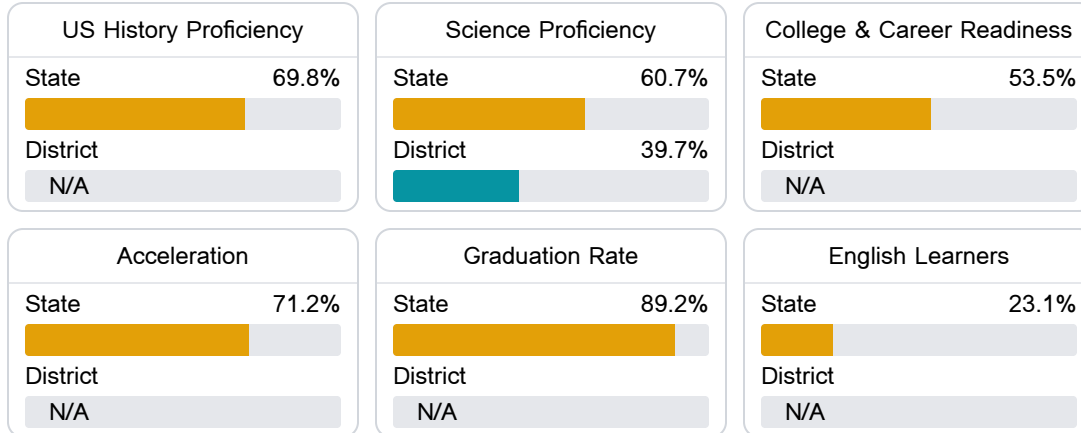 US History Proficiency
State 69.8%
District
N/A
Science Proficiency
State 60.7%
District 39.7%
College & Career Readiness
State 53.5%
District
N/A
Acceleration
State 71.2%
District
N/A
Graduation Rate
State 89.2%
District
N/A
English Learners
State 23.1%
District
N/A